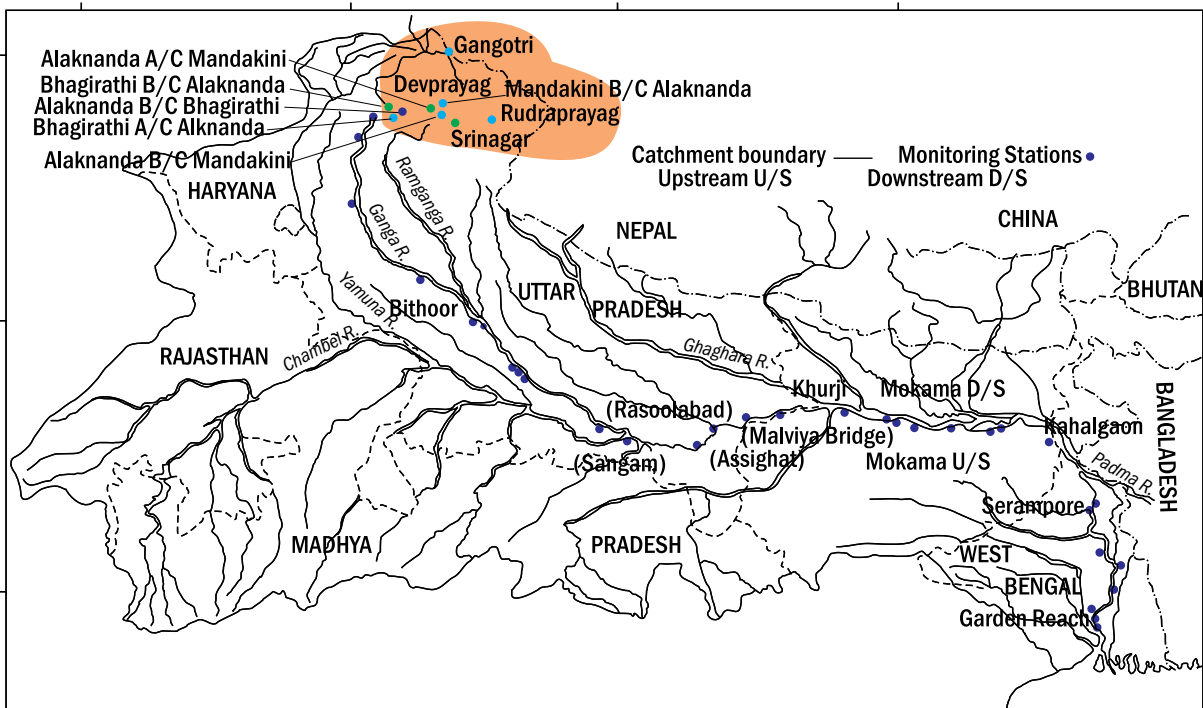 Gangotri
Alaknanda A/C Mandakini
Bhagirathi B/C Alaknanda
Devprayag
Mandakini B/C Alaknanda
Alaknanda B/C Bhagirathi
Rudraprayag
Bhagirathi A/C Alknanda
Srinagar
Alaknanda B/C Mandakini
Catchment boundary
Monitoring Stations
Upstream U/S
Downstream D/S
HARYANA
Ramganga R.
Ganga R.
NEPAL
CHINA
BHUTAN
Yamuna R.
Bithoor
UTTAR
PRADESH
RAJASTHAN
Chambel R.
Ghaghara R.
Khurji
Mokama D/S
BANGLADESH
(Rasoolabad)
Kahalgaon
(Malviya Bridge)
(Sangam)
(Assighat)
Mokama U/S
Padma R.
Serampore
MADHYA
PRADESH
WEST
BENGAL
Garden Reach